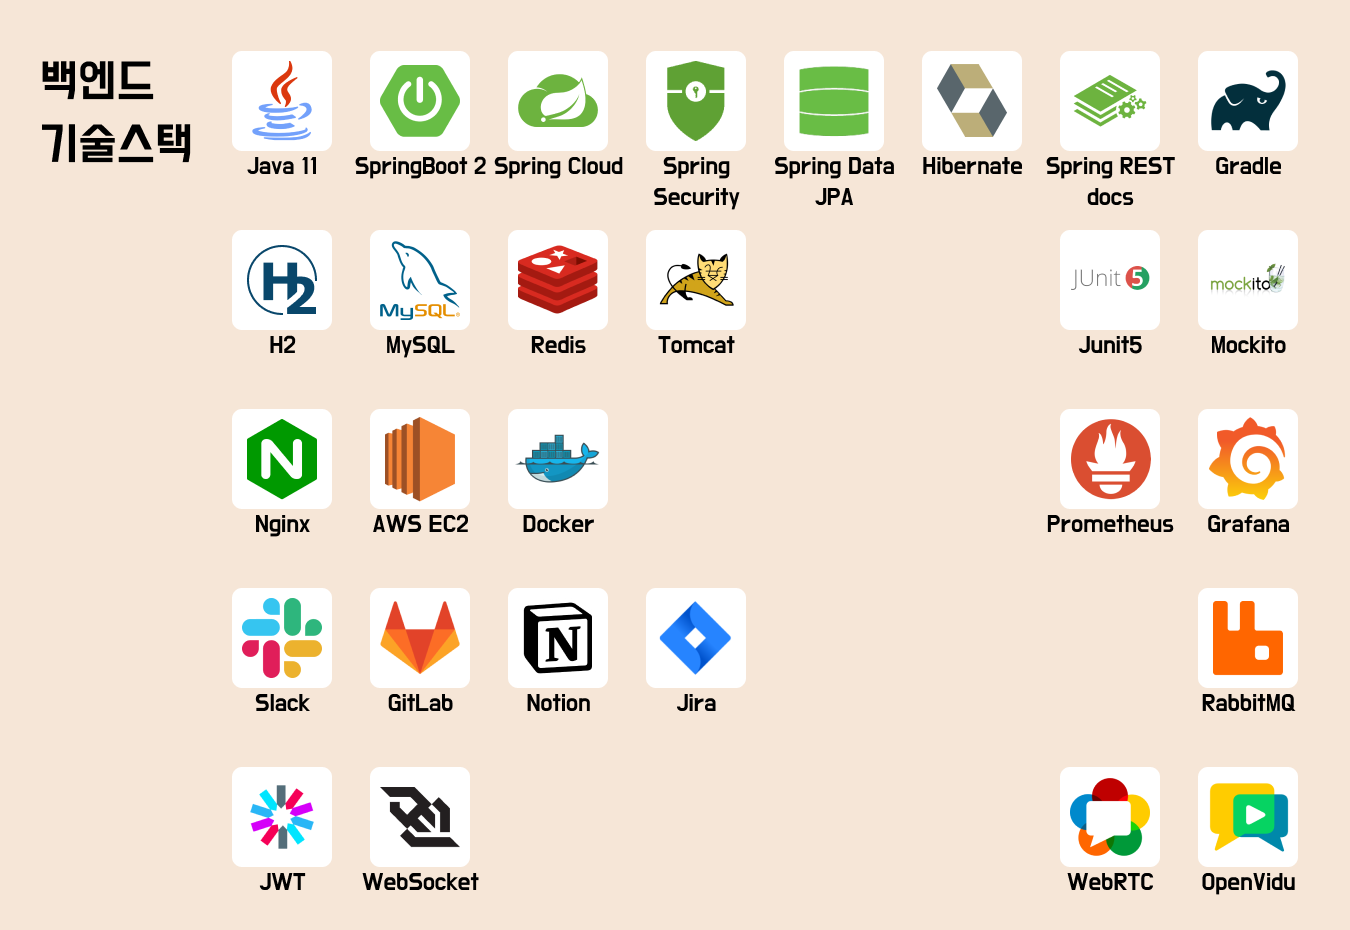 백엔드
기술스택
Java 11
SpringBoot 2
Spring Cloud
Spring
Security
Spring Data
JPA
Hibernate
Spring REST
docs
Gradle
H2
H2
MySQL
MySQL
Redis
Tomcat
JUnit 5
Junit5
mockito
Mockito
N
Nginx
AWS EC2
Docker
Prometheus
Grafana
Slack
GitLab
N
Notion
Jira
RabbitMQ
JWT
WebSocket
WebRTC
OpenVidu